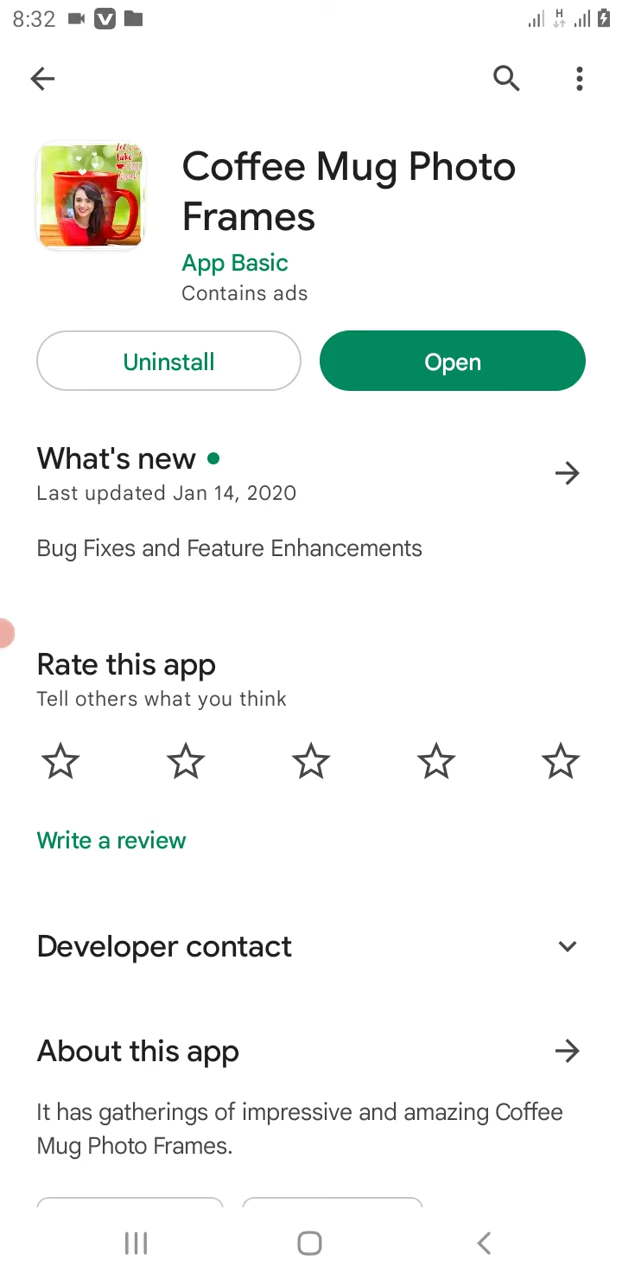 8:32
H
Coffee Mug Photo
Frames
App Basic
Contains ads
Uninstall
Open
What's new
Last updated Jan 14, 2020
Bug Fixes and Feature Enhancements
Rate this app
Tell others what you think
Write a review
Developer contact
About this app
It has gatherings of impressive and amazing Coffee
Mug Photo Frames.